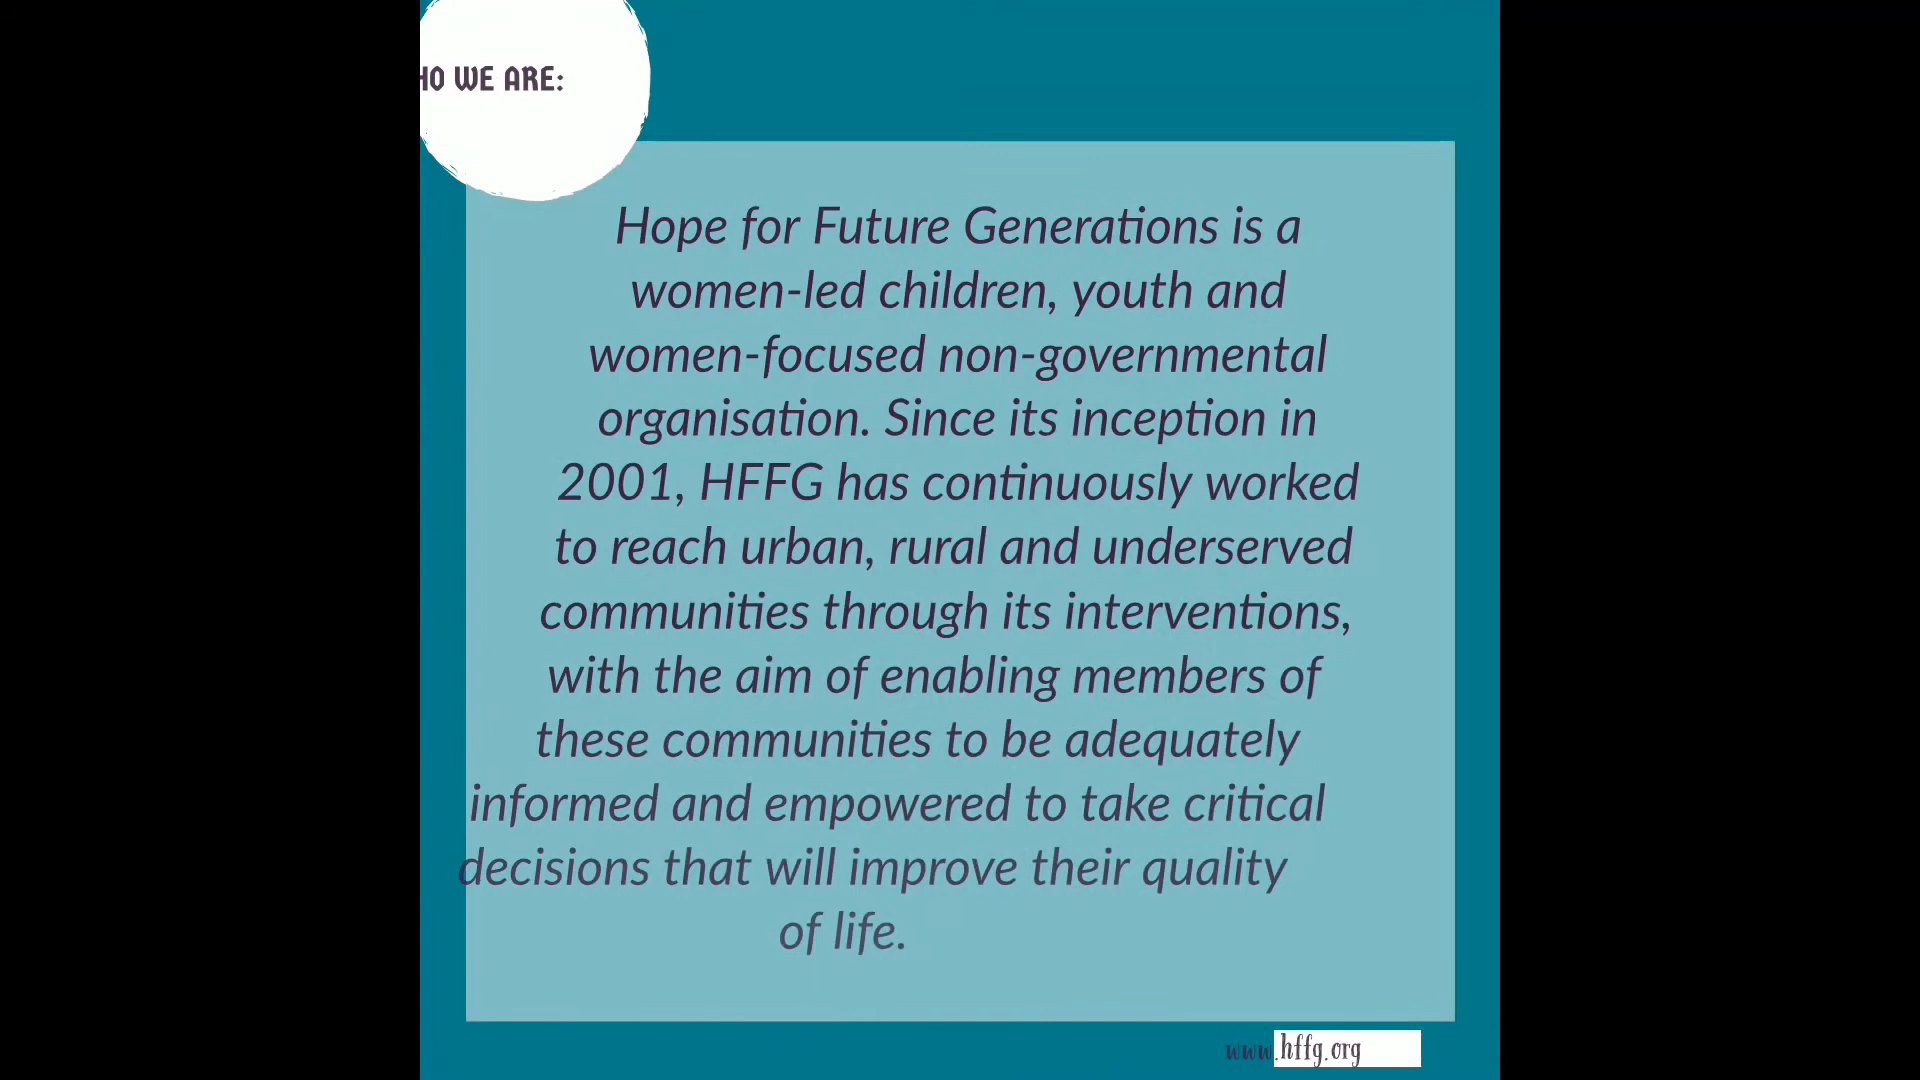 HO WE ARE:
Hope for Future Generations is a
women-led children, youth and
women-focused non-governmental
organisation. Since its inception in
2001, HFFG has continuously worked
to reach urban, rural and underserved
communities through its interventions,
with the aim of enabling members of
these communities to be adequately
informed and empowered to take critical
decisions that will improve their quality
of life.
www.hffg.org